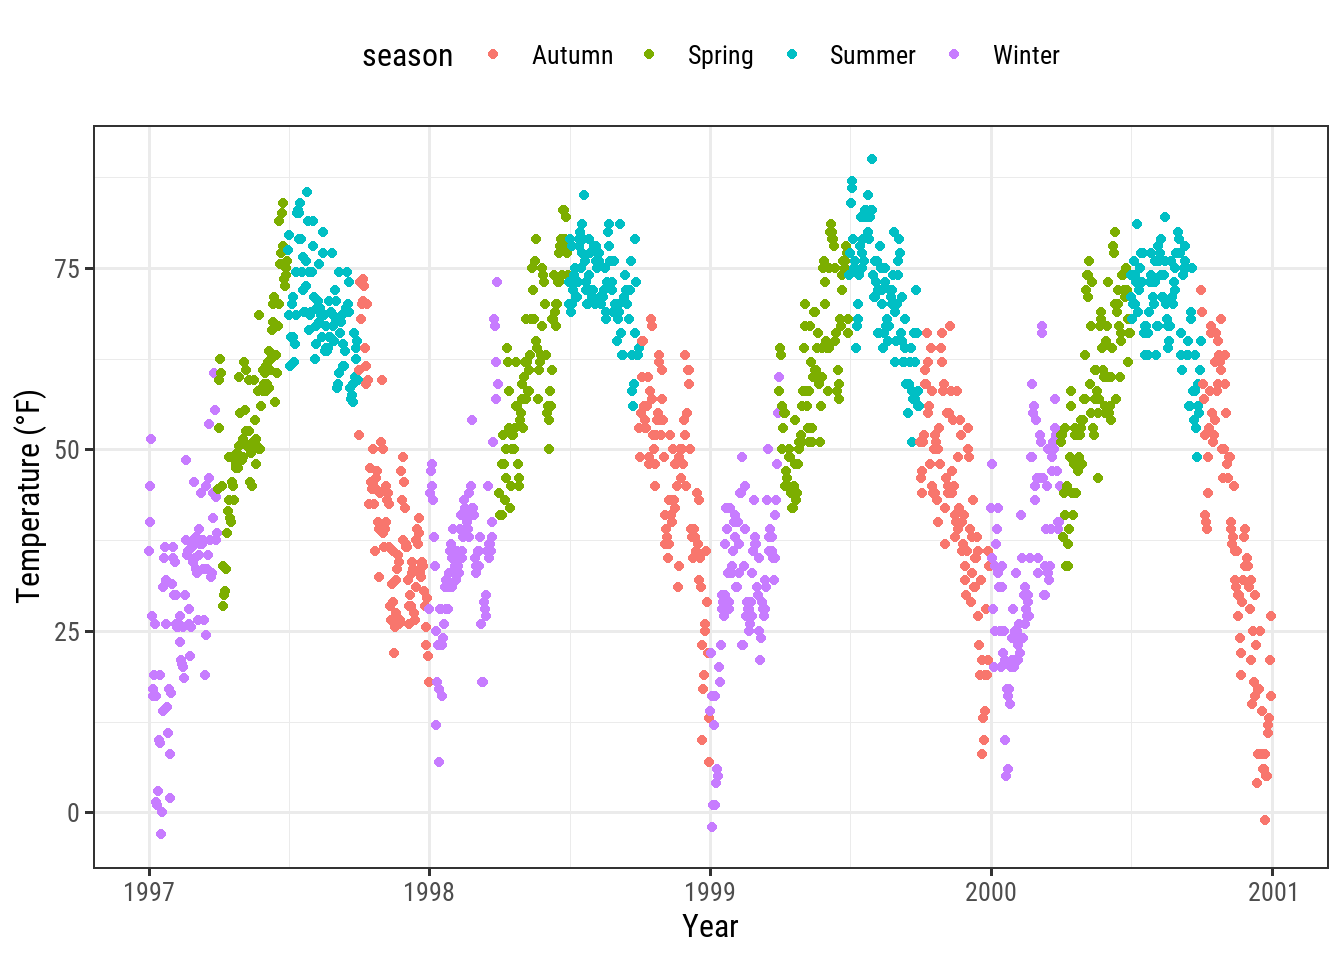 season Autumn Spring Summer Winter
Temperature (°F)
75
50
25
0
1997 1998 1999 2000 2001
Year